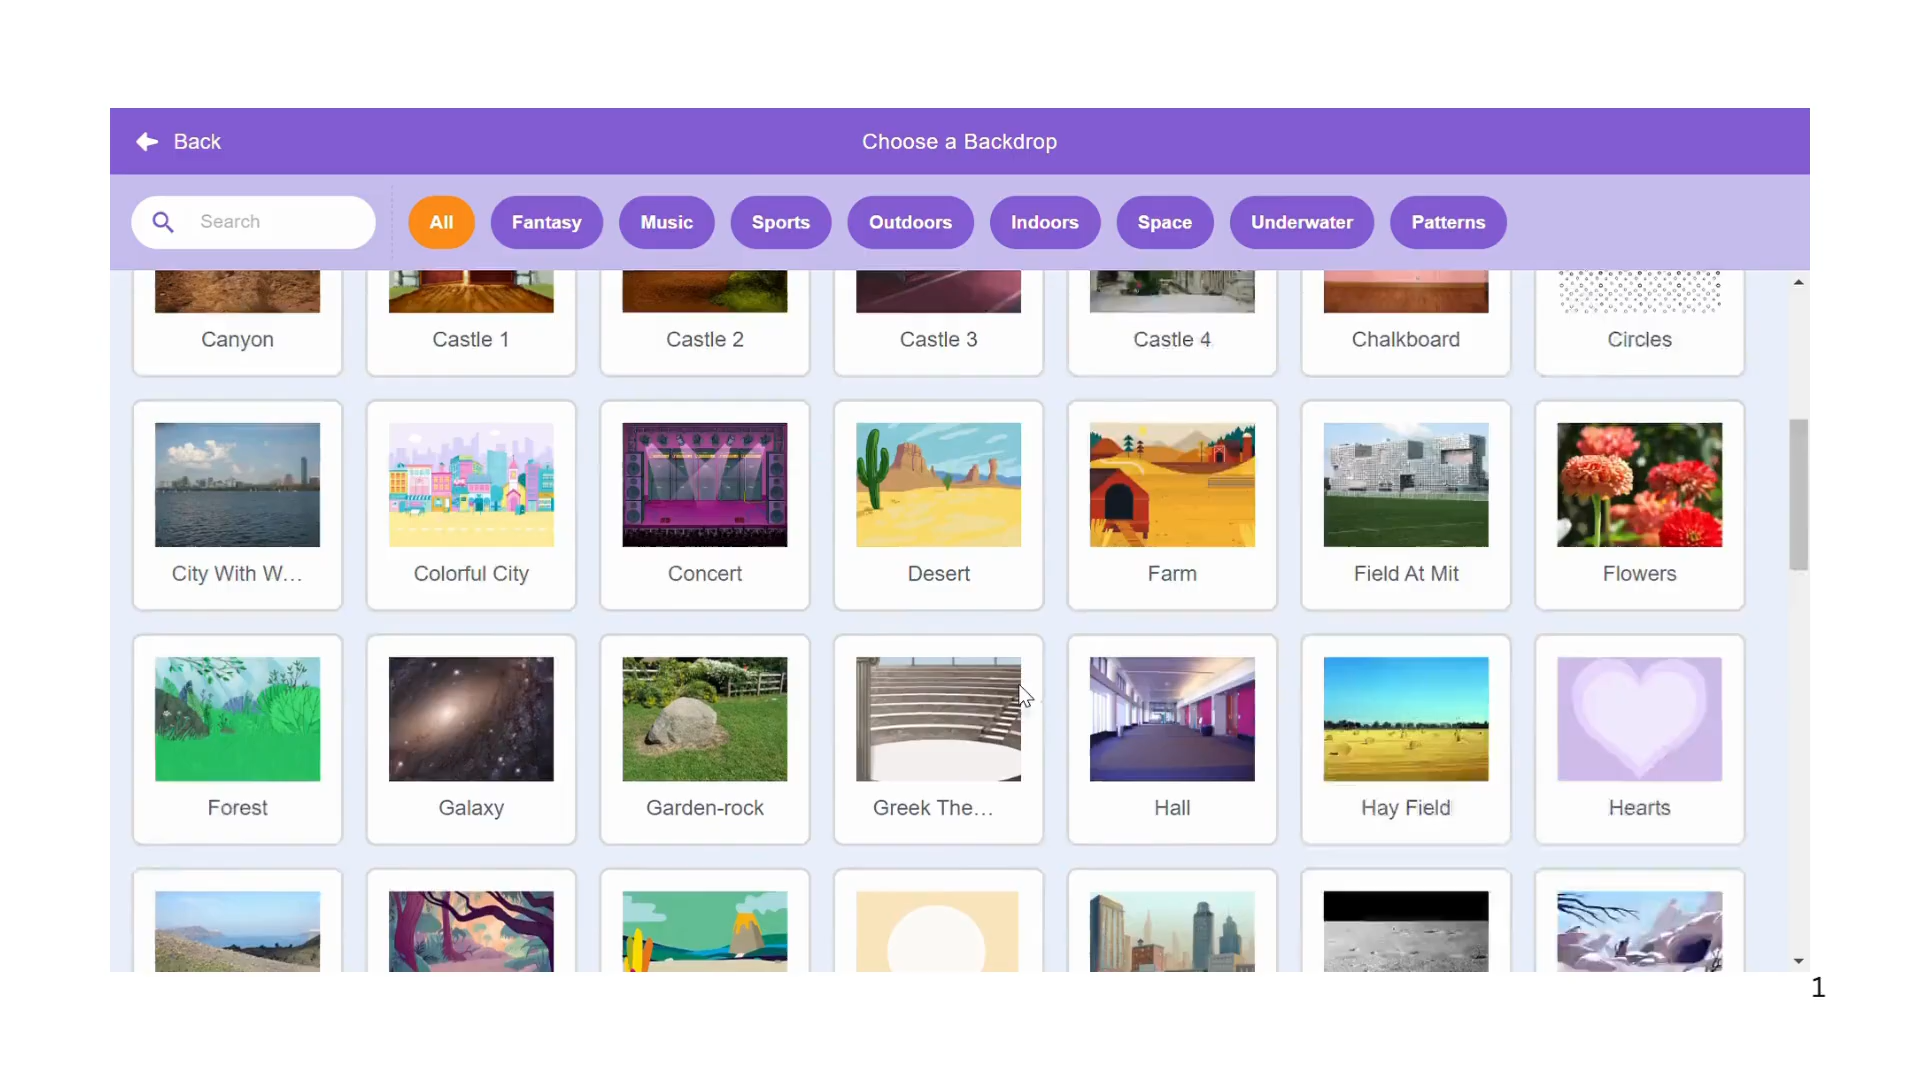 Back
Choose a Backdrop
Search
All
Fantasy
Music
Sports
Outdoors
Indoors
Space
Underwater
Patterns
Canyon
Castle 1
Castle 2
Castle 3
Castle 4
Chalkboard
Circles
City With W...
Colorful City
Concert
Desert
Farm
Field At Mit
Flowers
Forest
Galaxy
Garden-rock
Greek The...
Hall
Hay Field
Hearts
1